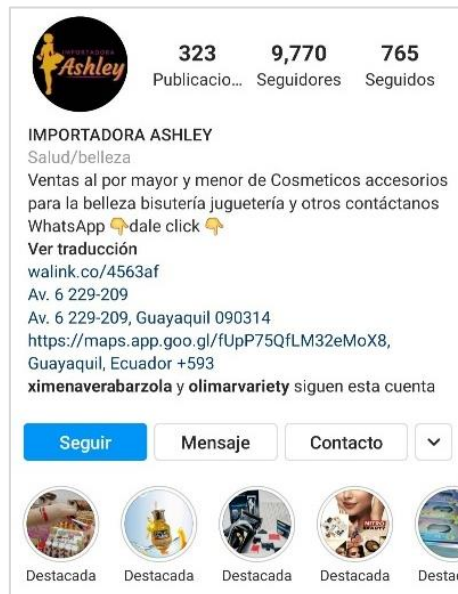 IMPORTADORA
Ashley
323 9,770 765
Publicacio... Seguidores Seguidos
IMPORTADORA ASHLEY
Salud/belleza
Ventas al por mayor y menor de Cosmeticos accesorios
para la belleza bisutería juguetería y otros contáctanos
WhatsApp 👇dale click 👇
Ver traducción
walink.co/4563af
Av. 6 229-209
Av. 6 229-209, Guayaquil 090314
https://maps.app.goo.gl/fUpP75QfLM32eMoX8,
Guayaquil, Ecuador +593
ximenaverabarzola y olimarvariety siguen esta cuenta
Seguir Mensaje Contacto
NITRO
BEAUTY
Destacada Destacada Destacada Destacada Desta